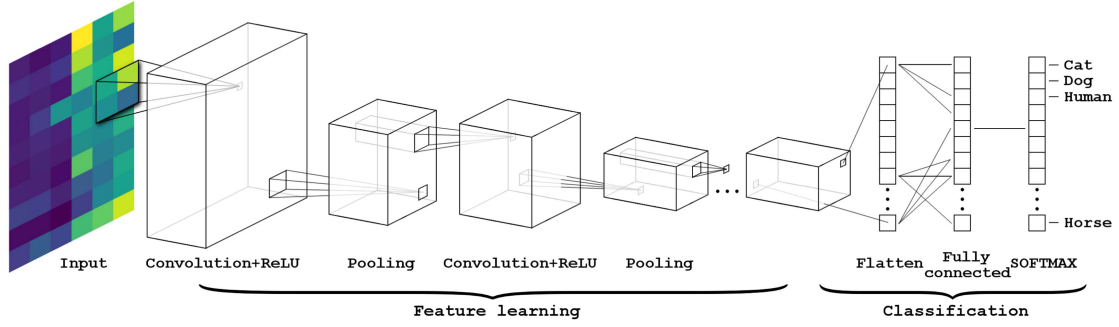 Cat
Dog
Human
Horse
Input
Convolution+ReLU
Pooling
Convolution+ReLU
Pooling
Flatten
Fully
connected
SOFTMAX
Feature learning
Classification